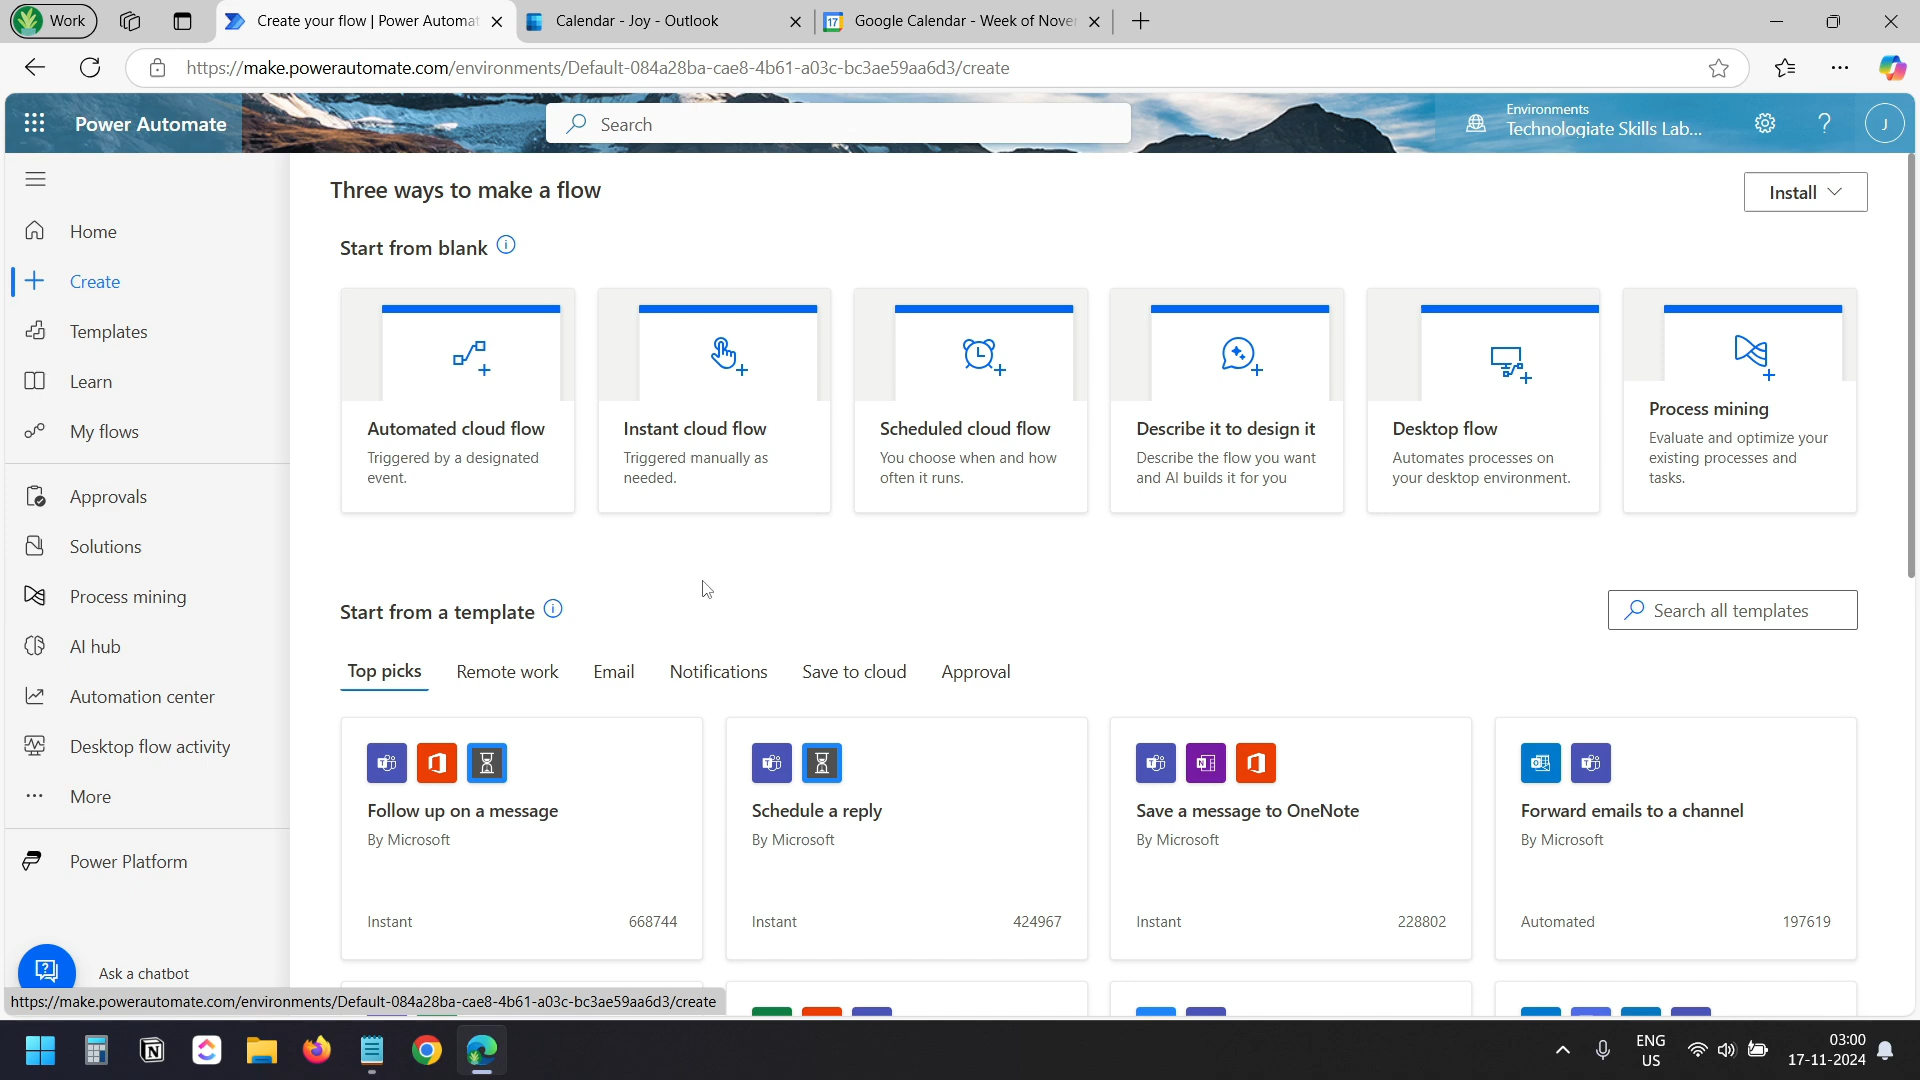 Work
Create your flow | Power Automat
Calendar - Joy - Outlook
17
Google Calendar - Week of Nove
https://make.powerautomate.com/environments/Default-084a28ba-cae8-4b61-a03c-bc3ae59aa6d3/create
Power Automate
Search
Environments
Technologiate Skills Lab...
?
J
Three ways to make a flow
Install
Home
Start from blank
Create
Templates
Learn
My flows
Approvals
Solutions
Process mining
AI hub
Automation center
Desktop flow activity
More
Power Platform
Ask a chatbot
Automated cloud flow
Triggered by a designated
event.
Instant cloud flow
Triggered manually as
needed.
Scheduled cloud flow
You choose when and how
often it runs.
Describe it to design it
Describe the flow you want
and AI builds it for you
Desktop flow
Automates processes on
your desktop environment.
Process mining
Evaluate and optimize your
existing processes and
tasks.
Start from a template
Search all templates
Top picks
Remote work
Email
Notifications
Save to cloud
Approval
Follow up on a message
By Microsoft
Instant
668744
Schedule a reply
By Microsoft
Instant
424967
Save a message to OneNote
By Microsoft
Instant
228802
Forward emails to a channel
By Microsoft
Automated
197619
https://make.powerautomate.com/environments/Default-084a28ba-cae8-4b61-a03c-bc3ae59aa6d3/create
ENG
US
03:00
17-11-2024